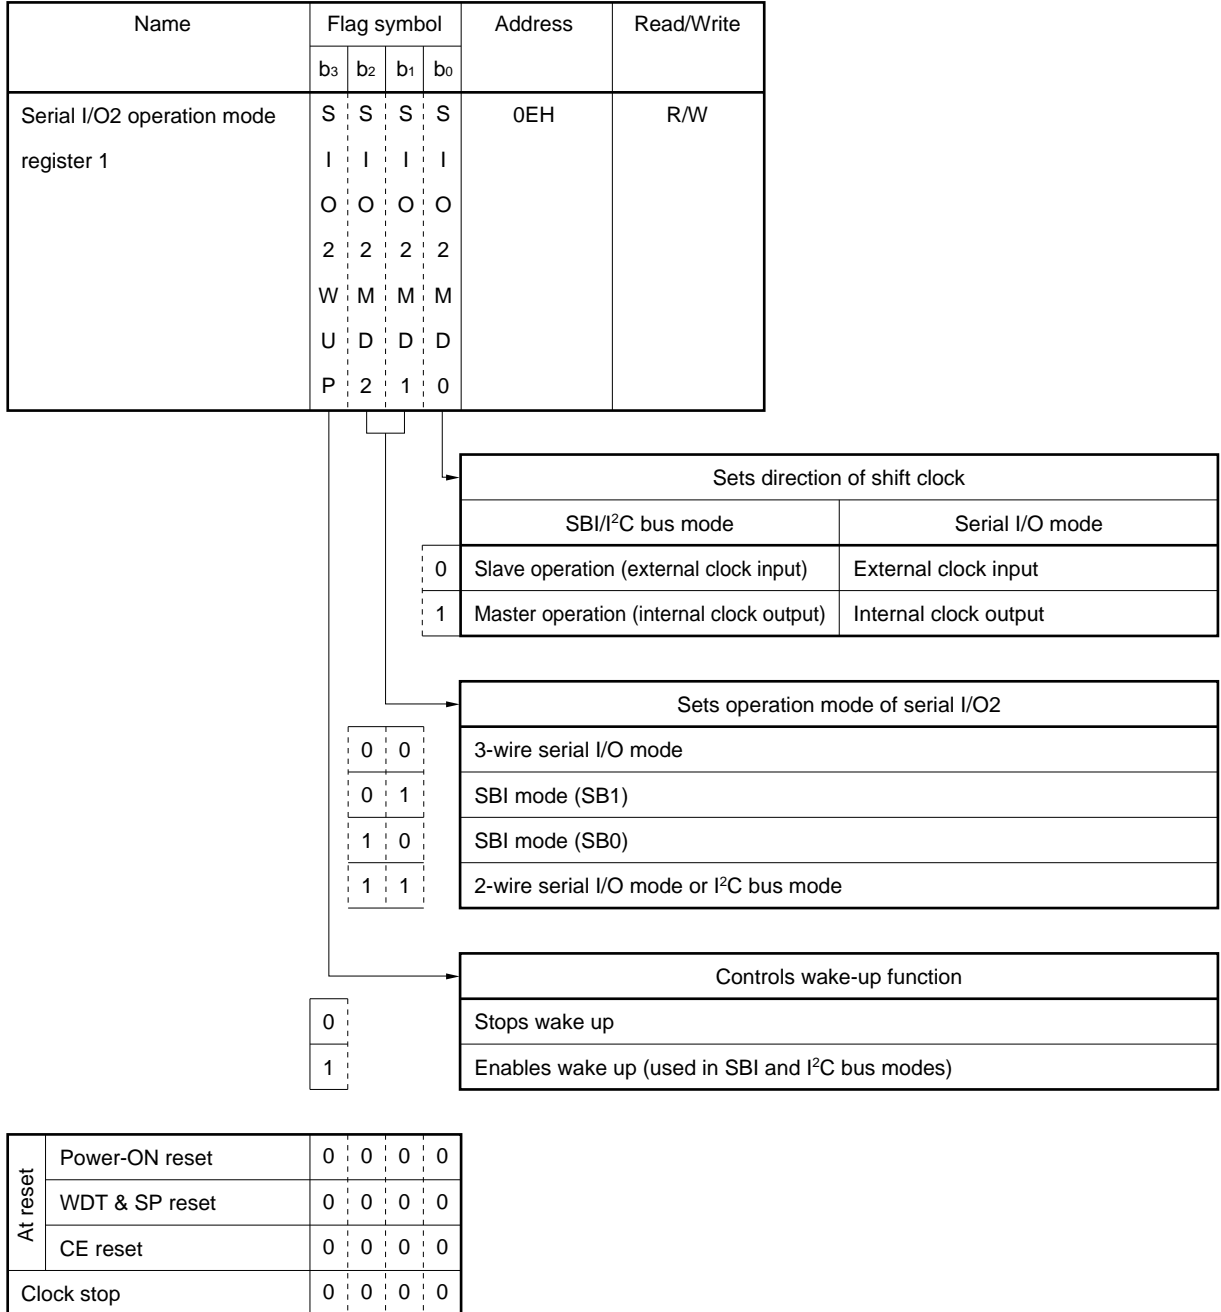 Name Flag symbol Address Read/Write
b3 b2 b1 b0
Serial I/O2 operation mode S S S S 0EH R/W
register 1 I I I I
O O O O
2 2 2 2
W M M M
U D D D
P 2 1 0
Sets direction of shift clock
SBI/I²C bus mode Serial I/O mode
0 Slave operation (external clock input) External clock input
1 Master operation (internal clock output) Internal clock output
Sets operation mode of serial I/O2
0 0 3-wire serial I/O mode
0 1 SBI mode (SB1)
1 0 SBI mode (SB0)
1 1 2-wire serial I/O mode or I²C bus mode
Controls wake-up function
0 Stops wake up
1 Enables wake up (used in SBI and I²C bus modes)
At reset
Power-ON reset 0 0 0 0
WDT & SP reset 0 0 0 0
CE reset 0 0 0 0
Clock stop 0 0 0 0